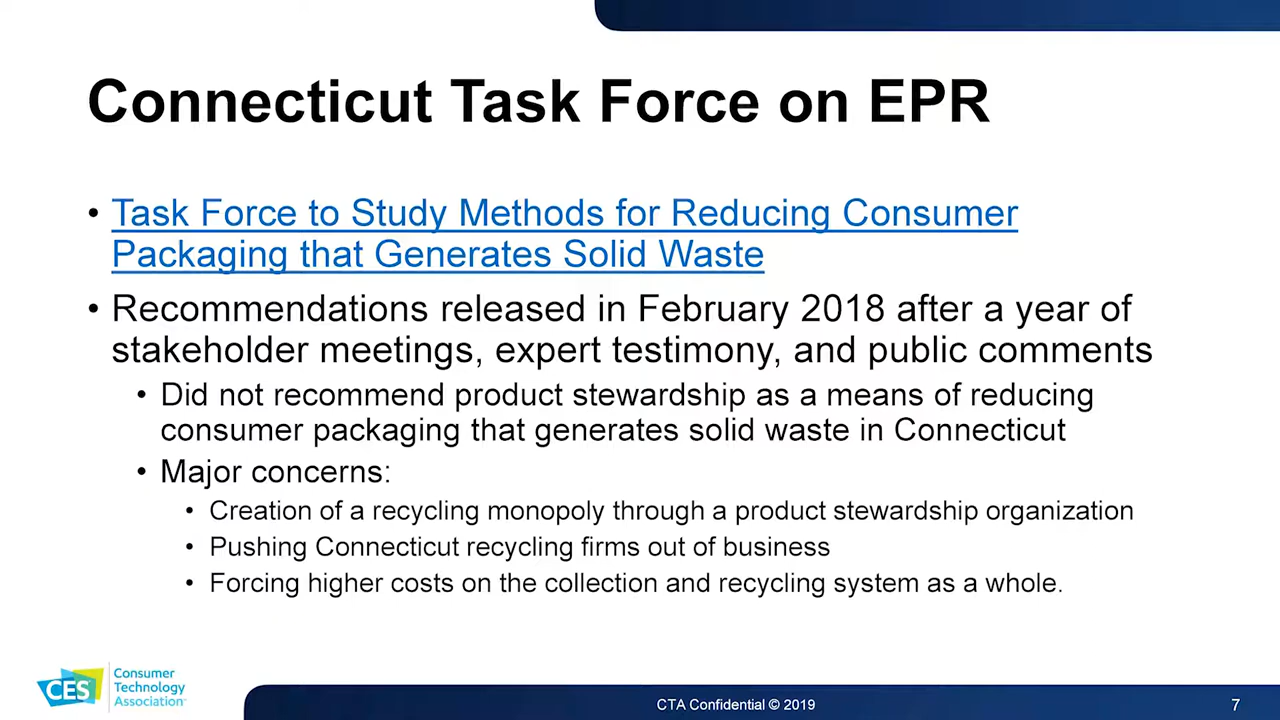 Connecticut Task Force on EPR
• Task Force to Study Methods for Reducing Consumer
Packaging that Generates Solid Waste
• Recommendations released in February 2018 after a year of
stakeholder meetings, expert testimony, and public comments
• Did not recommend product stewardship as a means of reducing
consumer packaging that generates solid waste in Connecticut
• Major concerns:
• Creation of a recycling monopoly through a product stewardship organization
• Pushing Connecticut recycling firms out of business
• Forcing higher costs on the collection and recycling system as a whole.
CES
Consumer
Technology
Association
CTA Confidential © 2019
7